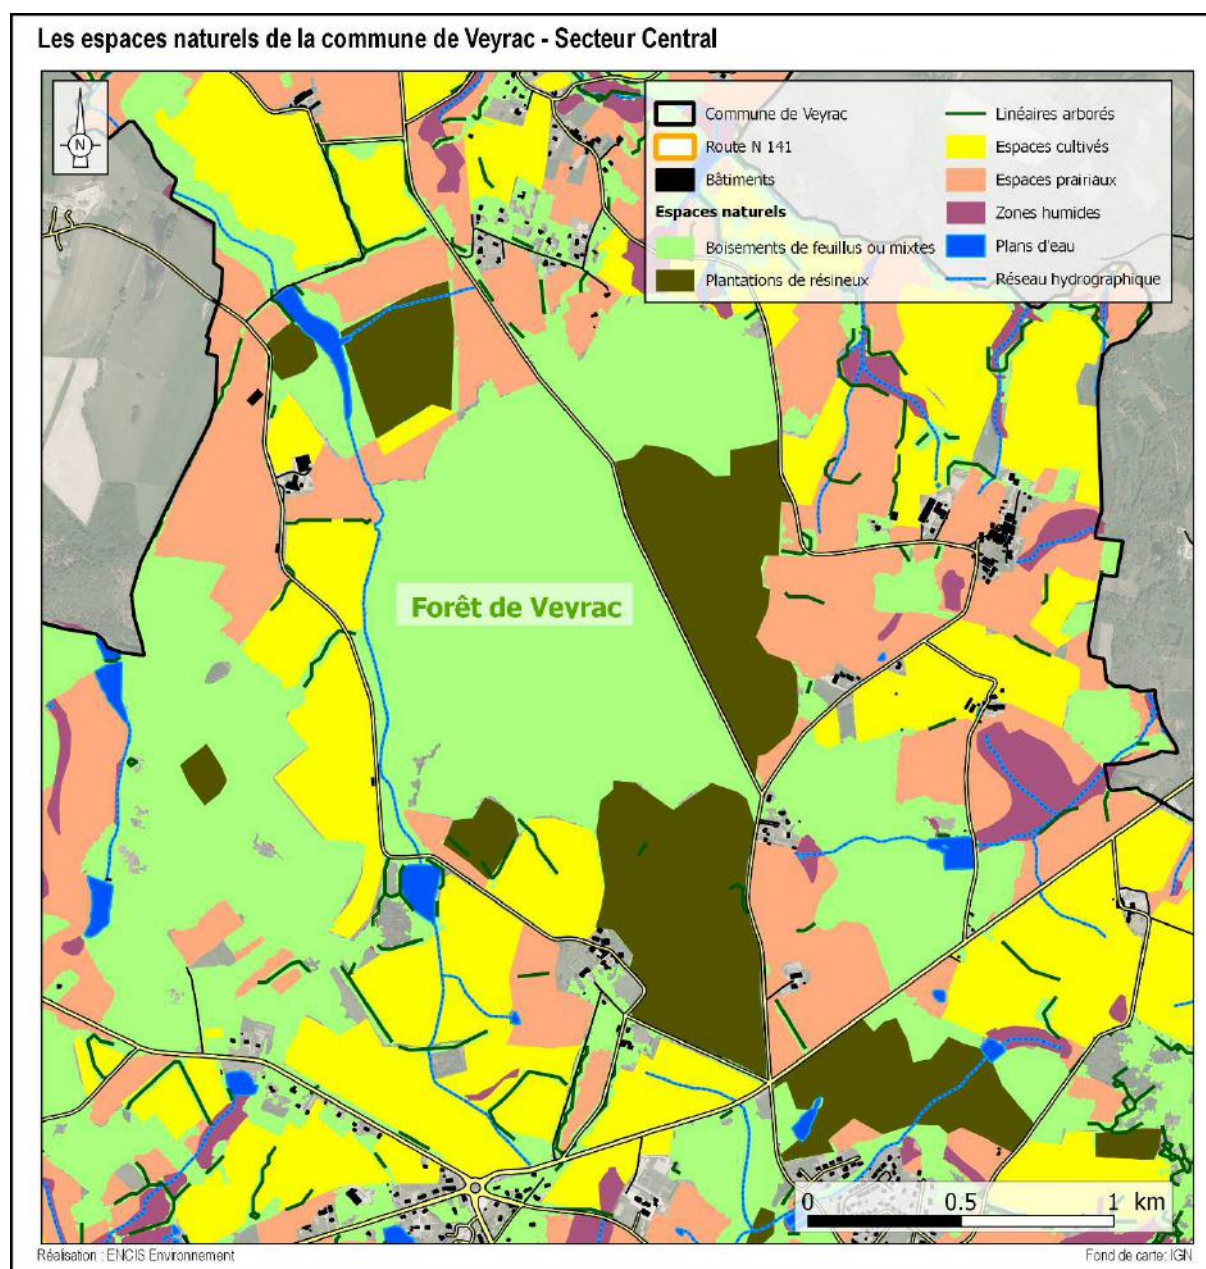 Les espaces naturels de la commune de Veyrac - Secteur Central
N
Commune de Veyrac
Route N 141
Bâtiments
Espaces naturels
Boisements de feuillus ou mixtes
Plantations de résineux
Linéaires arborés
Espaces cultivés
Espaces prairiaux
Zones humides
Plans d'eau
Réseau hydrographique
Forêt de Veyrac
0 0.5 1 km
Réalisation : ENCIS Environnement
Fond de carte: IGN